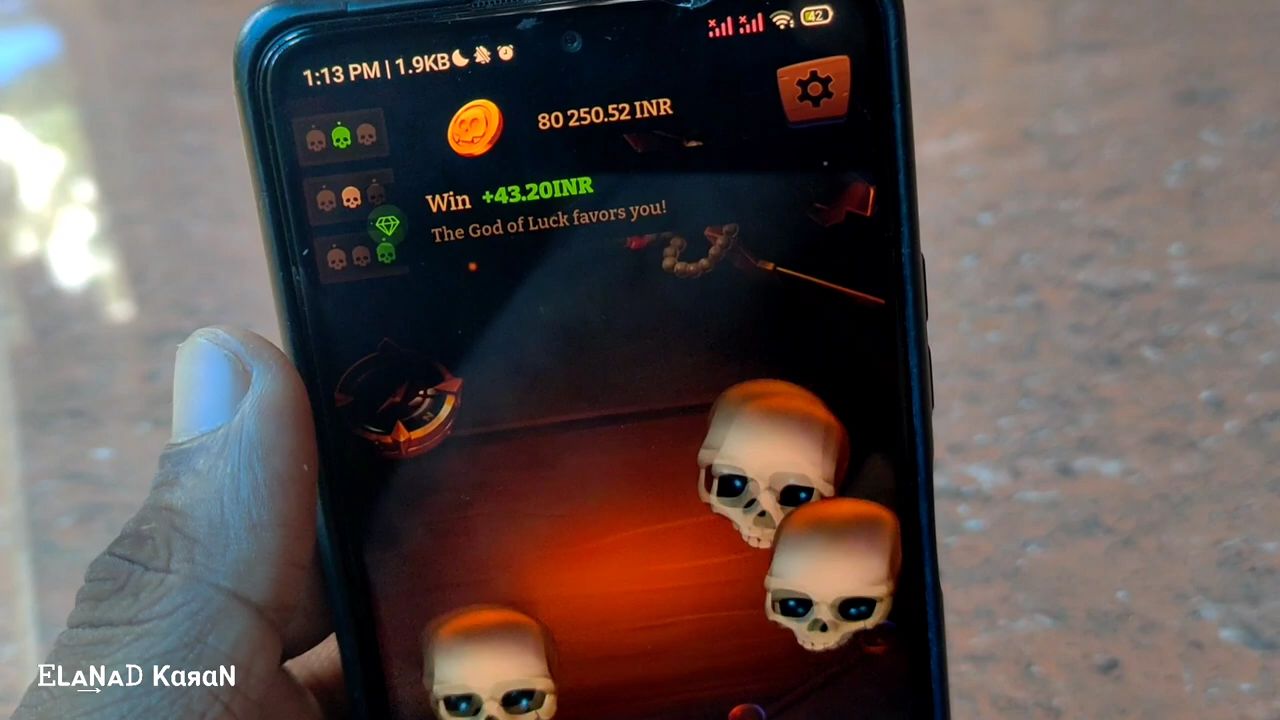 1:13 PM | 1.9KB
42
80 250.52 INR
Win +43.20INR
The God of Luck favors you!
N
ELANAD KaяaN